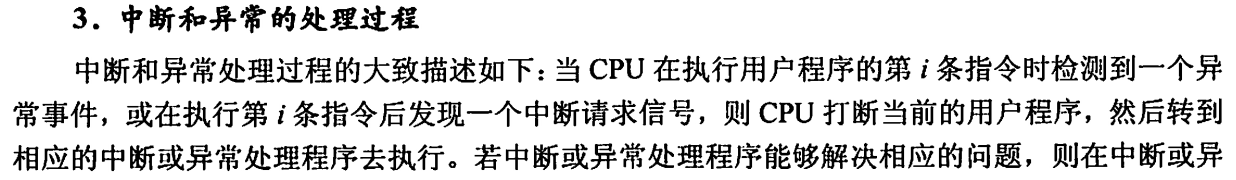 3．中断和异常的处理过程
中断和异常处理过程的大致描述如下：当 CPU 在执行用户程序的第 i 条指令时检测到一个异
常事件，或在执行第 i 条指令后发现一个中断请求信号，则 CPU 打断当前的用户程序，然后转到
相应的中断或异常处理程序去执行。若中断或异常处理程序能够解决相应的问题，则在中断或异